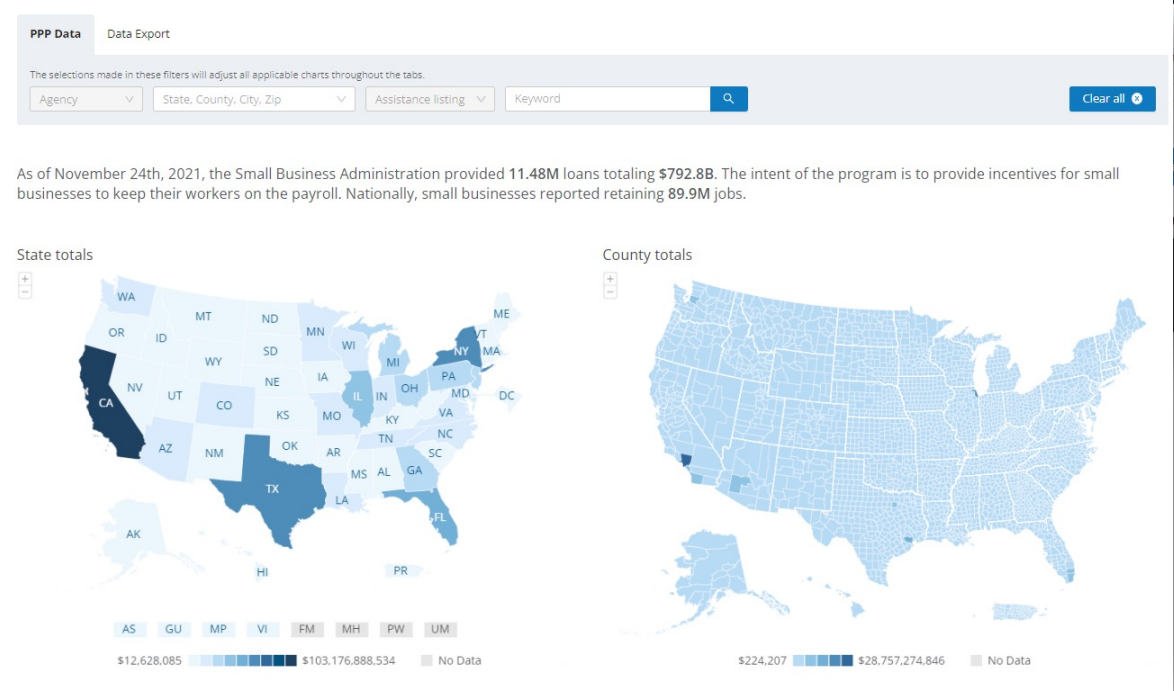 PPP Data Data Export
The selections made in these filters will adjust all applicable charts throughout the tabs.
Agency State, County, City, Zip Assistance listing Keyword Clear all
As of November 24th, 2021, the Small Business Administration provided 11.48M loans totaling $792.8B. The intent of the program is to provide incentives for small
businesses to keep their workers on the payroll. Nationally, small businesses reported retaining 89.9M jobs.
State totals County totals
+ +
− −
WA
ME
MT ND
OR ID MN VT
WI
SD NY MA
WY MI
NV NE IA PA
UT OH
CA CO IL IN MD DC
KS MO KY VA
AZ NM OK TN NC
AR SC
TX MS AL GA
LA
FL
AK
HI PR
AS GU MP VI FM MH PW UM
$12,628,085 $103,176,888,534 No Data $224,207 $28,757,274,846 No Data